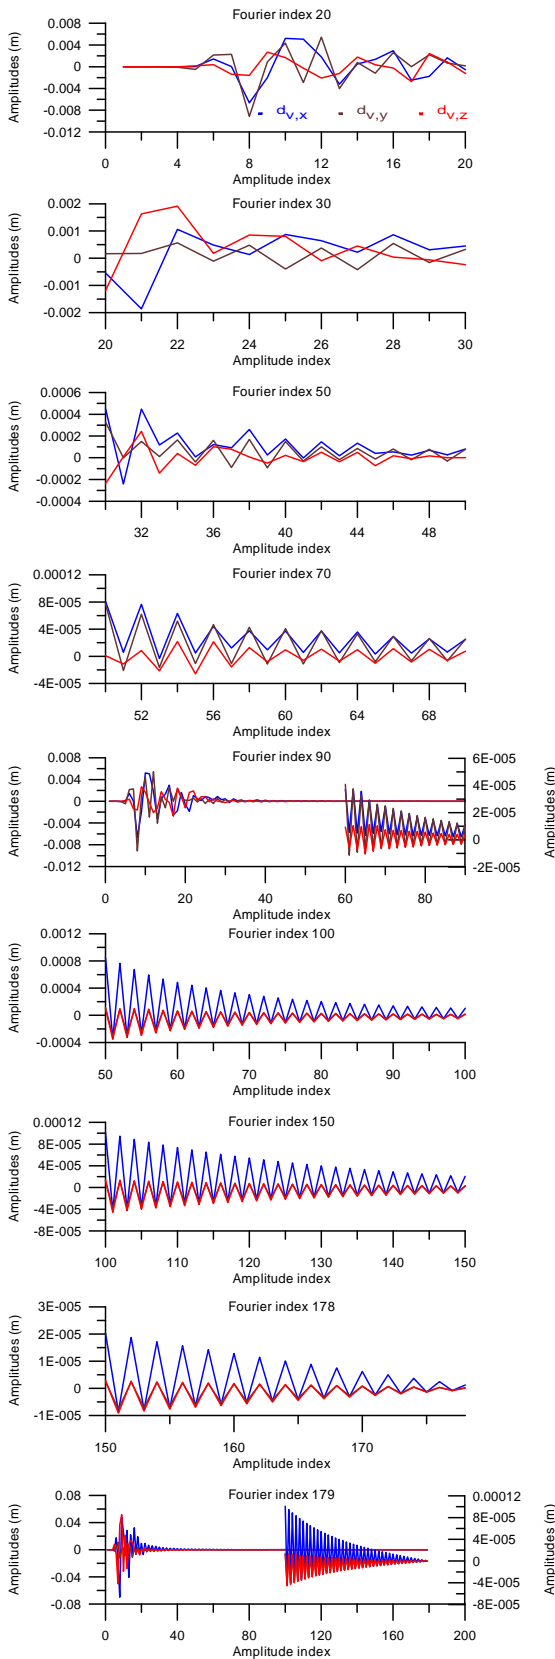 Fourier index 20
0.008
0.004
0.000
-0.004
-0.008
-0.012
Amplitudes (m)
d v,x d v,y d v,z
0 4 8 12 16 20
Amplitude index
Fourier index 30
0.002
0.001
0
-0.001
-0.002
Amplitudes (m)
20 22 24 26 28 30
Amplitude index
Fourier index 50
0.0006
0.0004
0.0002
0
-0.0002
-0.0004
Amplitudes (m)
32 36 40 44 48
Amplitude index
Fourier index 70
0.00012
8E-005
4E-005
0
-4E-005
Amplitudes (m)
52 56 60 64 68
Amplitude index
Fourier index 90
0.008 6E-005
0.004 4E-005
0.000 2E-005
-0.004 0
-0.008 -2E-005
-0.012
Amplitudes (m) Amplitudes (m)
0 20 40 60 80
Amplitude index
Fourier index 100
0.0012
0.0008
0.0004
0
-0.0004
Amplitudes (m)
50 60 70 80 90 100
Amplitude index
Fourier index 150
0.00012
8E-005
4E-005
0
-4E-005
-8E-005
Amplitudes (m)
100 110 120 130 140 150
Amplitude index
Fourier index 178
3E-005
2E-005
1E-005
0
-1E-005
Amplitudes (m)
150 160 170
Amplitude index
Fourier index 179
0.08 0.00012
0.04 8E-005
0 4E-005
-0.04 0
-0.08 -4E-005
-8E-005
Amplitudes (m) Amplitudes (m)
0 40 80 120 160 200
Amplitude index